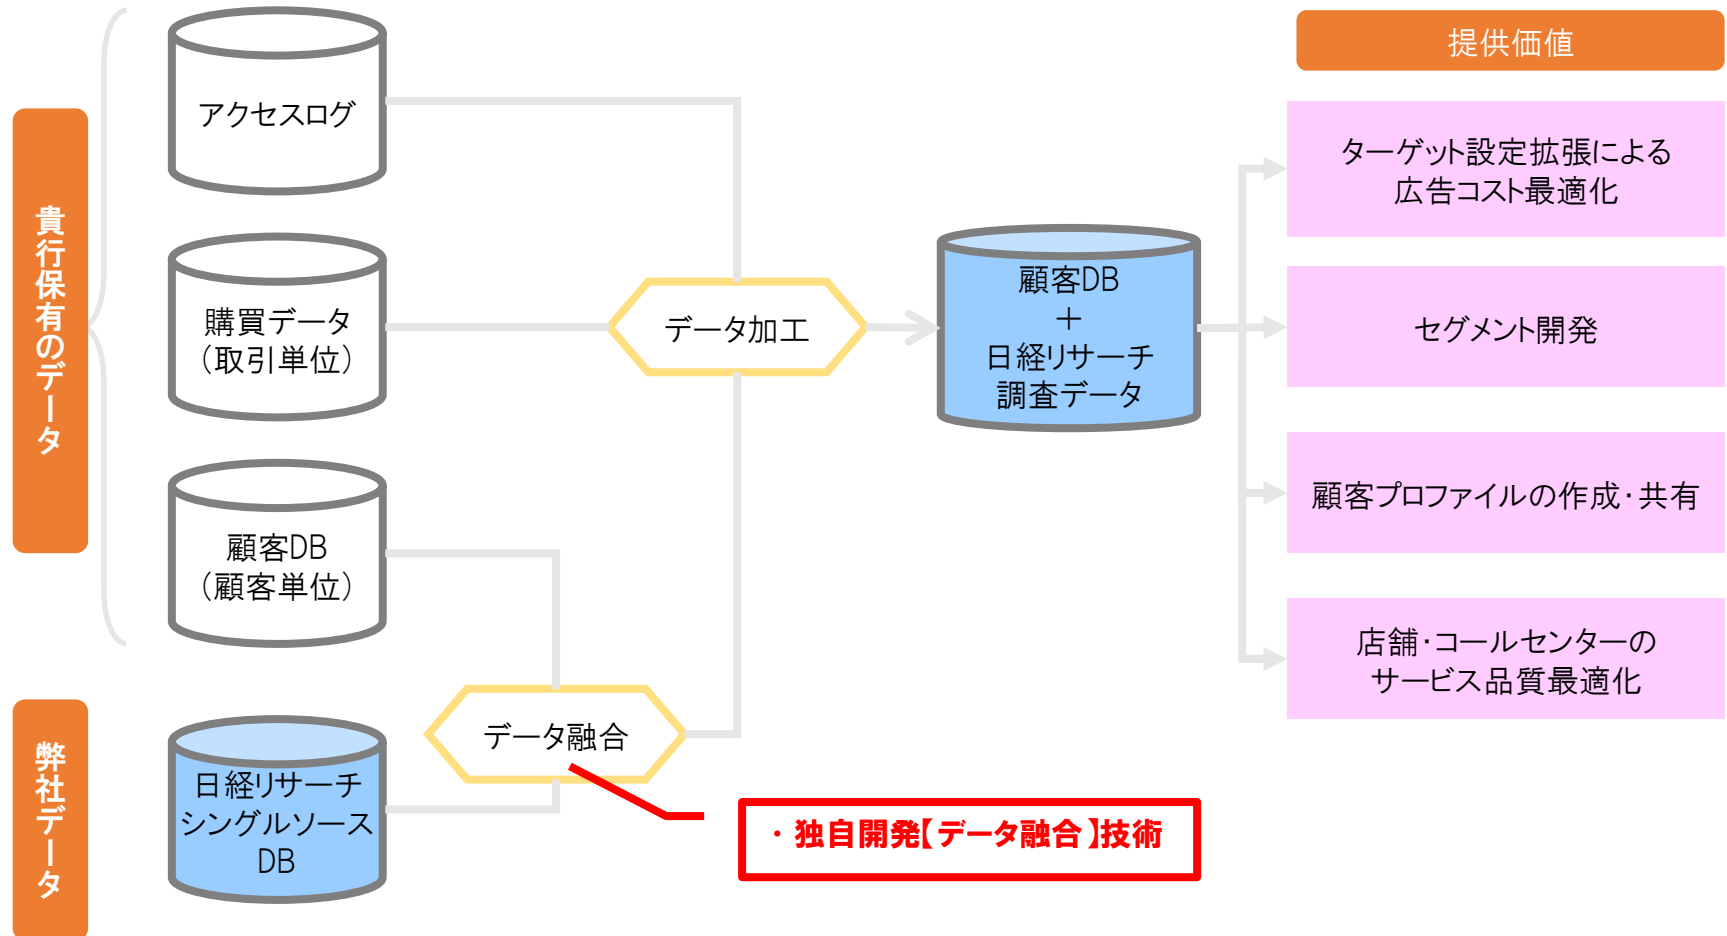 提供価値
アクセスログ
ターゲット設定拡張による
広告コスト最適化
貴行保有のデータ
購買データ
（取引単位）
データ加工
顧客DB
＋
日経リサーチ
調査データ
セグメント開発
顧客DB
（顧客単位）
顧客プロファイルの作成・共有
店舗・コールセンターの
サービス品質最適化
弊社データ
日経リサーチ
シングルソース
DB
データ融合
・独自開発【データ融合】技術